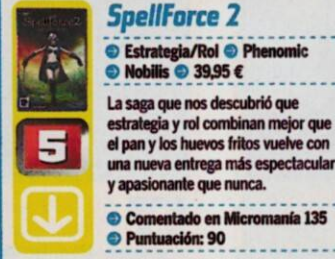 SpellForce 2
Estrategia/Rol Phenomic
Nobilis 39,95 €
La saga que nos descubrió que
estrategia y rol combinan mejor que
el pan y los huevos fritos vuelve con
una nueva entrega más espectacular
y apasionante que nunca.
Comentado en Micromanía 135
Puntuación: 90
SpellForce2
5